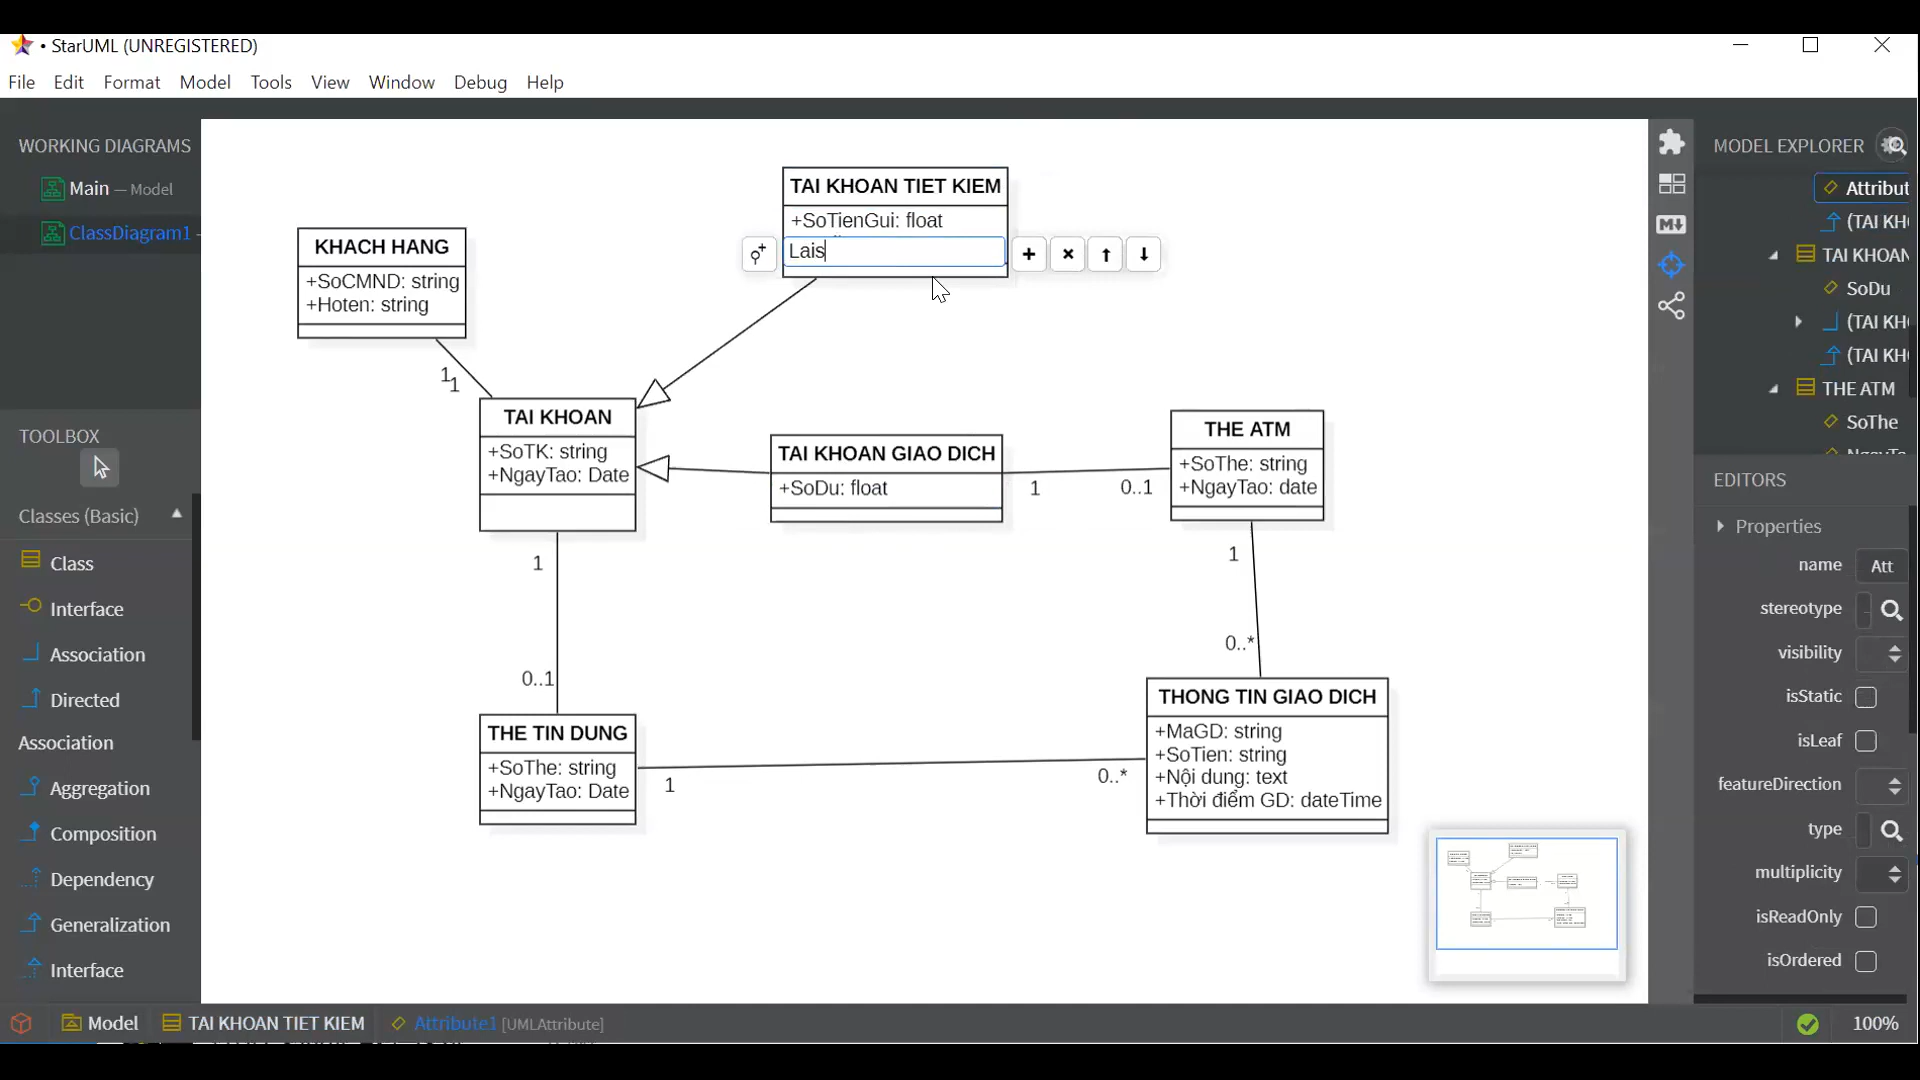 • StarUML (UNREGISTERED)
File Edit Format Model Tools View Window Debug Help
WORKING DIAGRAMS
Main — Model
ClassDiagram1 –
TOOLBOX
Classes (Basic)
Class
Interface
Association
Directed
Association
Aggregation
Composition
Dependency
Generalization
Interface
TAI KHOAN TIET KIEM
+SoTienGui: float
Lais
KHACH HANG
+SoCMND: string
+Hoten: string
1
1
TAI KHOAN
+SoTK: string
+NgayTao: Date
TAI KHOAN GIAO DICH
+SoDu: float
1
0..1
THE ATM
+SoThe: string
+NgayTao: date
1
0..*
1
0..1
THE TIN DUNG
+SoThe: string
+NgayTao: Date
1
0..*
THONG TIN GIAO DICH
+MaGD: string
+SoTien: string
+Nội dung: text
+Thời điểm GD: dateTime
MODEL EXPLORER
Attribut
(TAI KH
TAI KHOAN
SoDu
(TAI KH
(TAI KH
THE ATM
SoThe
EDITORS
Properties
name Att
stereotype
visibility
isStatic
isLeaf
featureDirection
type
multiplicity
isReadOnly
isOrdered
Model TAI KHOAN TIET KIEM Attribute1 [UMLAttribute]
100%